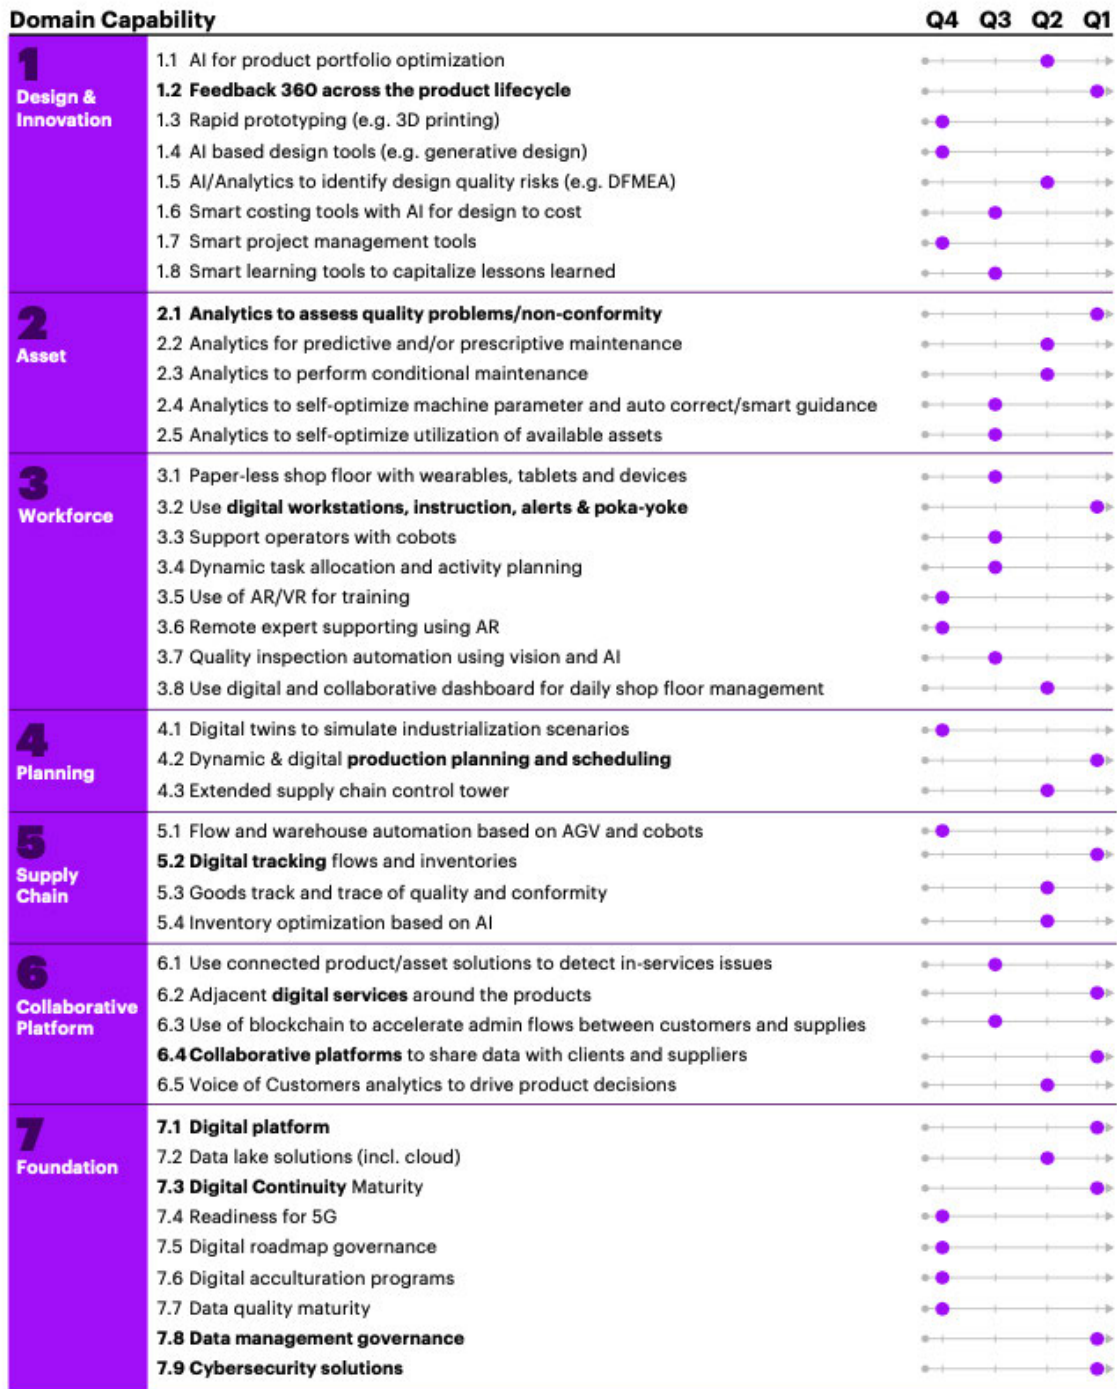 Domain Capability Q4 Q3 Q2 Q1
1
Design &
Innovation
1.1 AI for product portfolio optimization
1.2 Feedback 360 across the product lifecycle
1.3 Rapid prototyping (e.g. 3D printing)
1.4 AI based design tools (e.g. generative design)
1.5 AI/Analytics to identify design quality risks (e.g. DFMEA)
1.6 Smart costing tools with AI for design to cost
1.7 Smart project management tools
1.8 Smart learning tools to capitalize lessons learned
2
Asset
2.1 Analytics to assess quality problems/non-conformity
2.2 Analytics for predictive and/or prescriptive maintenance
2.3 Analytics to perform conditional maintenance
2.4 Analytics to self-optimize machine parameter and auto correct/smart guidance
2.5 Analytics to self-optimize utilization of available assets
3
Workforce
3.1 Paper-less shop floor with wearables, tablets and devices
3.2 Use digital workstations, instruction, alerts & poka-yoke
3.3 Support operators with cobots
3.4 Dynamic task allocation and activity planning
3.5 Use of AR/VR for training
3.6 Remote expert supporting using AR
3.7 Quality inspection automation using vision and AI
3.8 Use digital and collaborative dashboard for daily shop floor management
4
Planning
4.1 Digital twins to simulate industrialization scenarios
4.2 Dynamic & digital production planning and scheduling
4.3 Extended supply chain control tower
5
Supply
Chain
5.1 Flow and warehouse automation based on AGV and cobots
5.2 Digital tracking flows and inventories
5.3 Goods track and trace of quality and conformity
5.4 Inventory optimization based on AI
6
Collaborative
Platform
6.1 Use connected product/asset solutions to detect in-services issues
6.2 Adjacent digital services around the products
6.3 Use of blockchain to accelerate admin flows between customers and supplies
6.4 Collaborative platforms to share data with clients and suppliers
6.5 Voice of Customers analytics to drive product decisions
7
Foundation
7.1 Digital platform
7.2 Data lake solutions (incl. cloud)
7.3 Digital Continuity Maturity
7.4 Readiness for 5G
7.5 Digital roadmap governance
7.6 Digital acculturation programs
7.7 Data quality maturity
7.8 Data management governance
7.9 Cybersecurity solutions